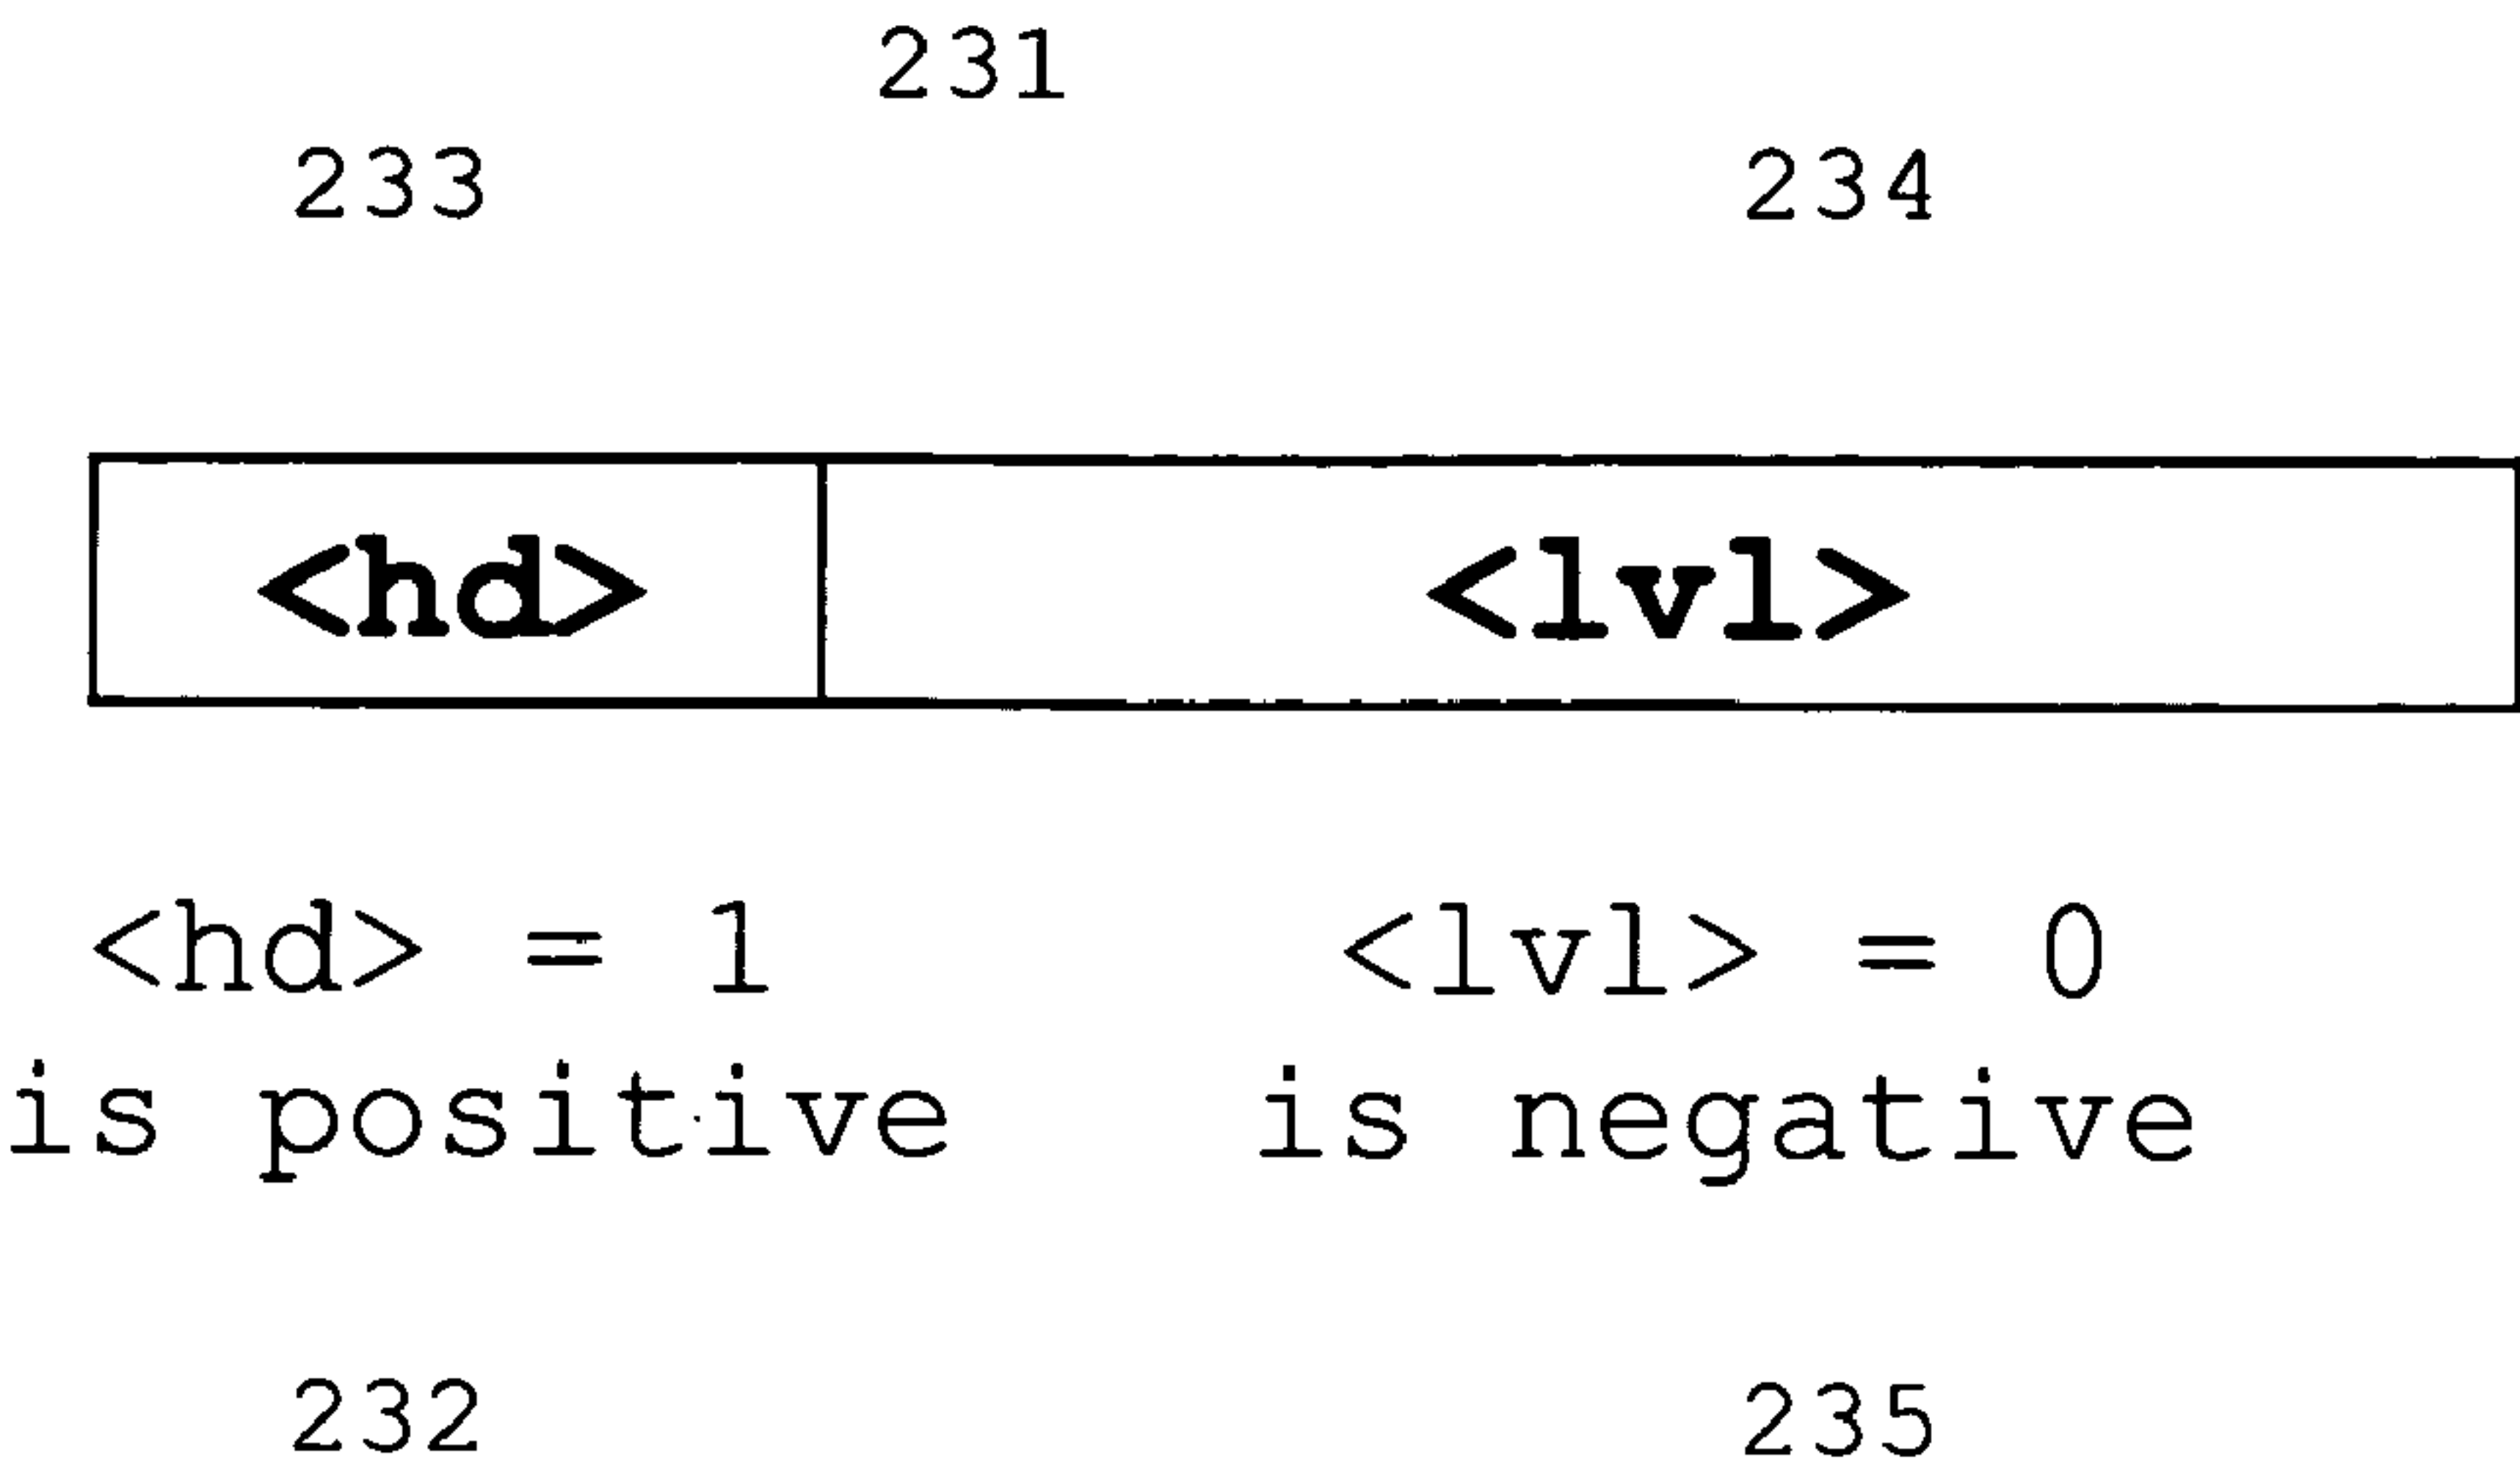 231
233 234
<hd> <lvl>
<hd> = 1 <lvl> = 0
is positive is negative
232 235